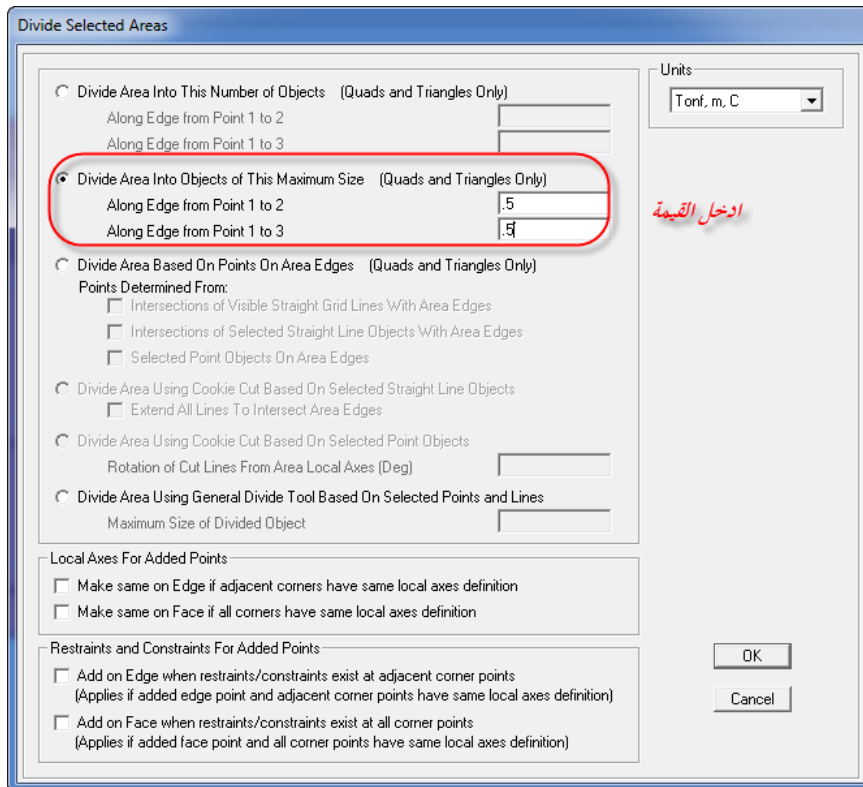 Divide Selected Areas
Divide Area Into This Number of Objects (Quads and Triangles Only)
Along Edge from Point 1 to 2
Along Edge from Point 1 to 3
Divide Area Into Objects of This Maximum Size (Quads and Triangles Only)
Along Edge from Point 1 to 2 .5
Along Edge from Point 1 to 3 .5
Divide Area Based On Points On Area Edges (Quads and Triangles Only)
Points Determined From:
Intersections of Visible Straight Grid Lines With Area Edges
Intersections of Selected Straight Line Objects With Area Edges
Selected Point Objects On Area Edges
Divide Area Using Cookie Cut Based On Selected Straight Line Objects
Extend All Lines To Intersect Area Edges
Divide Area Using Cookie Cut Based On Selected Point Objects
Rotation of Cut Lines From Area Local Axes (Deg)
Divide Area Using General Divide Tool Based On Selected Points and Lines
Maximum Size of Divided Object
Local Axes For Added Points
Make same on Edge if adjacent corners have same local axes definition
Make same on Face if all corners have same local axes definition
Restraints and Constraints For Added Points
Add on Edge when restraints/constraints exist at adjacent corner points
(Applies if added edge point and adjacent corner points have same local axes definition)
Add on Face when restraints/constraints exist at all corner points
(Applies if added face point and all corner points have same local axes definition)
Units
Tonf, m, C
ادخل القيمة
OK
Cancel